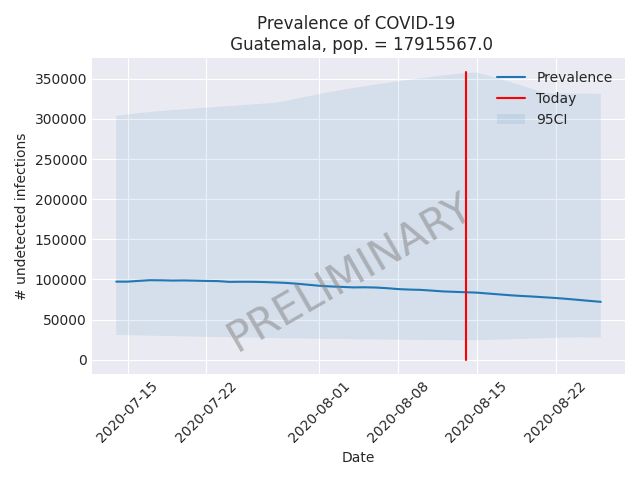 Prevalence of COVID-19
Guatemala, pop. = 17915567.0
Prevalence
Today
95CI
# undetected infections
350000
300000
250000
200000
150000
100000
50000
0
PRELIMINARY
2020-07-15
2020-07-22
2020-08-01
2020-08-08
2020-08-15
2020-08-22
Date